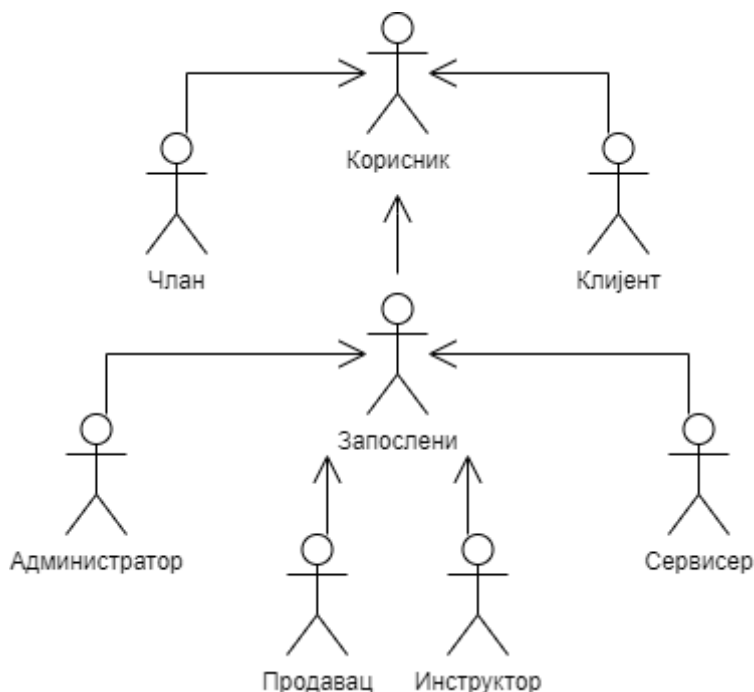 Корисник
Члан
Клијент
Запослени
Администратор
Сервисер
Продавац
Инструктор